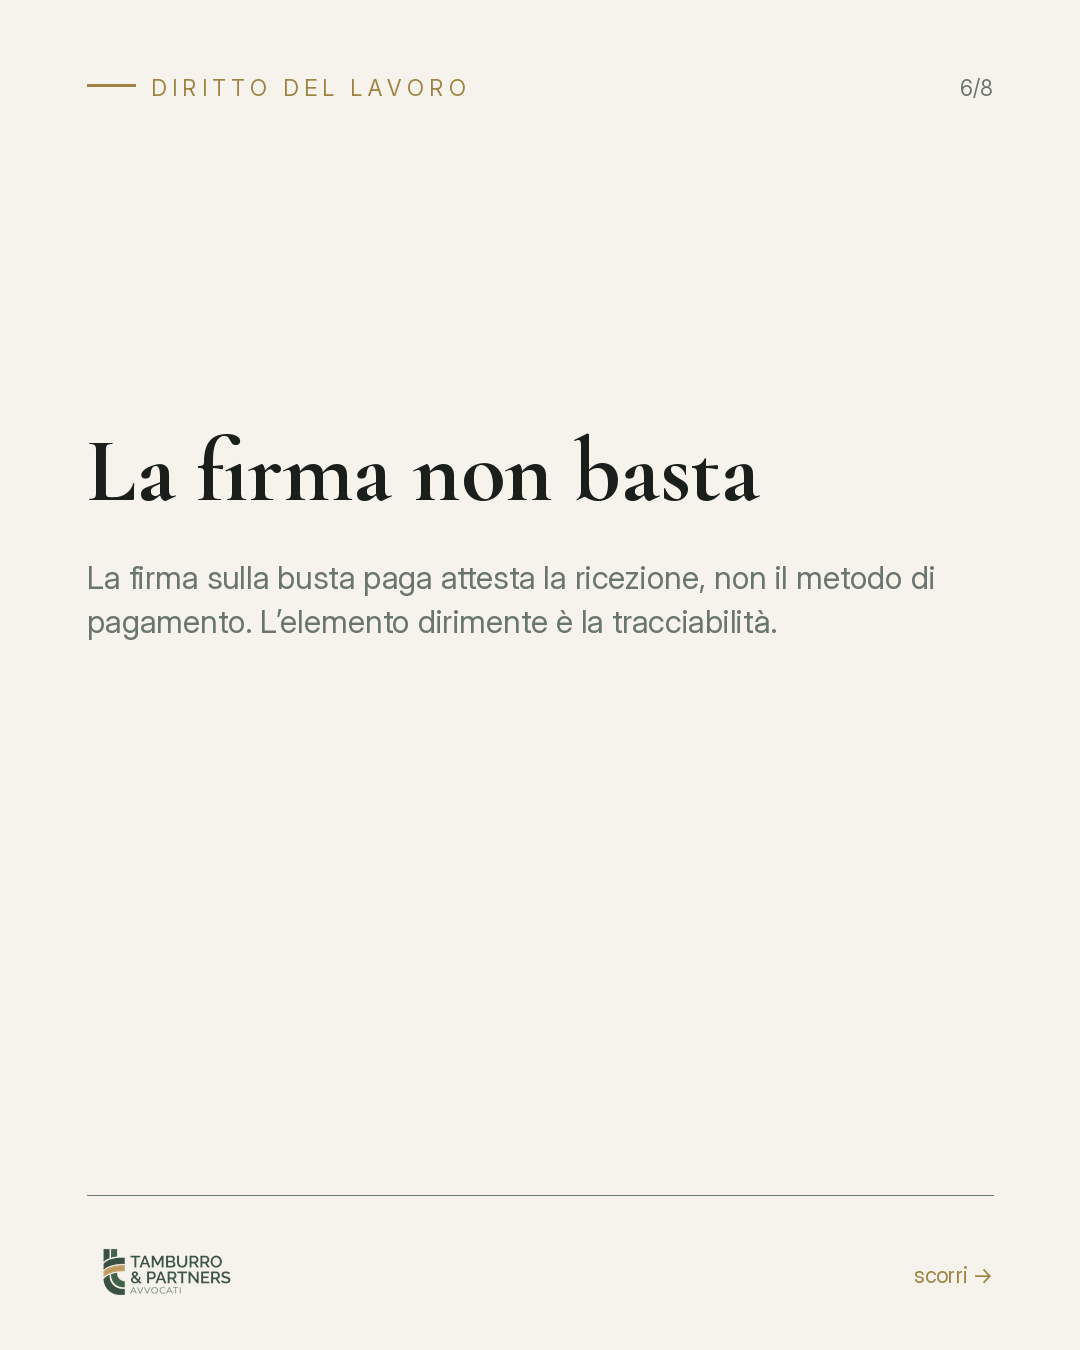 DIRITTO DEL LAVORO
6/8
La firma non basta
La firma sulla busta paga attesta la ricezione, non il metodo di
pagamento. L’elemento dirimente è la tracciabilità.
TAMBURRO
& PARTNERS
AVVOCATI
scorri →